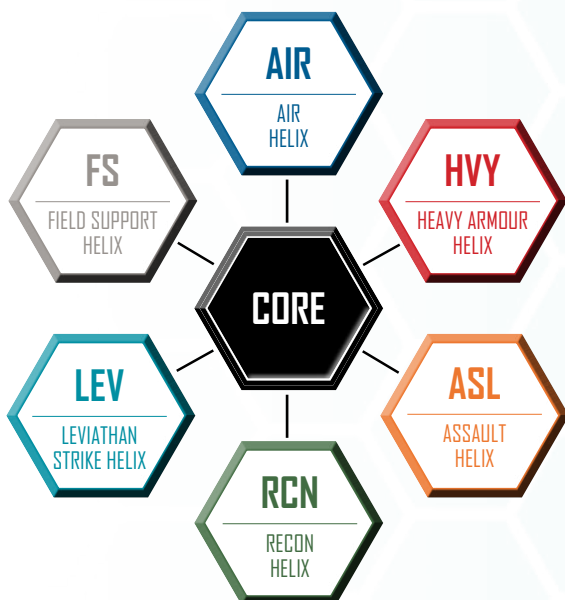 AIR
AIR
HELIX
FS
FIELD SUPPORT
HELIX
HVY
HEAVY ARMOUR
HELIX
CORE
LEV
LEVIATHAN
STRIKE HELIX
ASL
ASSAULT
HELIX
RCN
RECON
HELIX